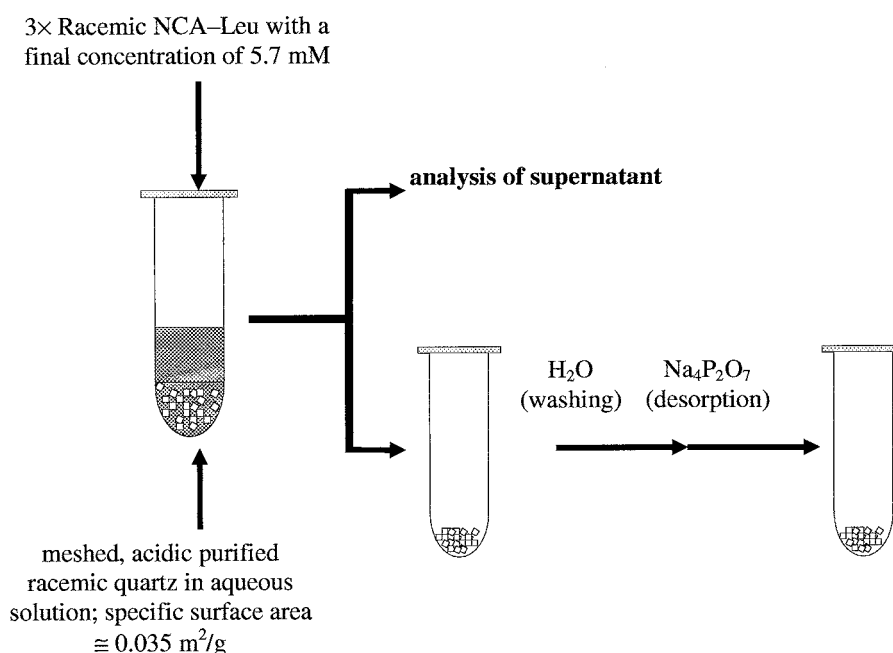 3× Racemic NCA–Leu with a
final concentration of 5.7 mM
analysis of supernatant
H₂O
(washing)
Na₄P₂O₇
(desorption)
meshed, acidic purified
racemic quartz in aqueous
solution; specific surface area
≅ 0.035 m²/g